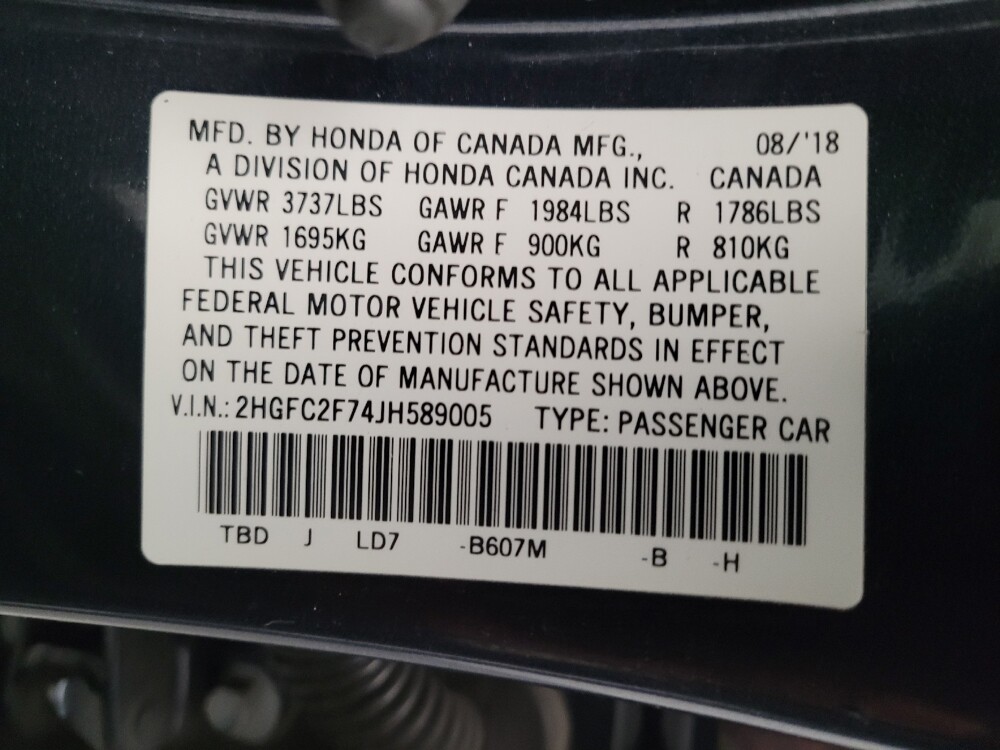 MFD. BY HONDA OF CANADA MFG., 08/'18
A DIVISION OF HONDA CANADA INC. CANADA
GVWR 3737LBS GAWR F 1984LBS R 1786LBS
GVWR 1695KG GAWR F 900KG R 810KG
THIS VEHICLE CONFORMS TO ALL APPLICABLE
FEDERAL MOTOR VEHICLE SAFETY, BUMPER,
AND THEFT PREVENTION STANDARDS IN EFFECT
ON THE DATE OF MANUFACTURE SHOWN ABOVE.
V.I.N.: 2HGFC2F74JH589005 TYPE: PASSENGER CAR
TBD J LD7 -B607M -B -H